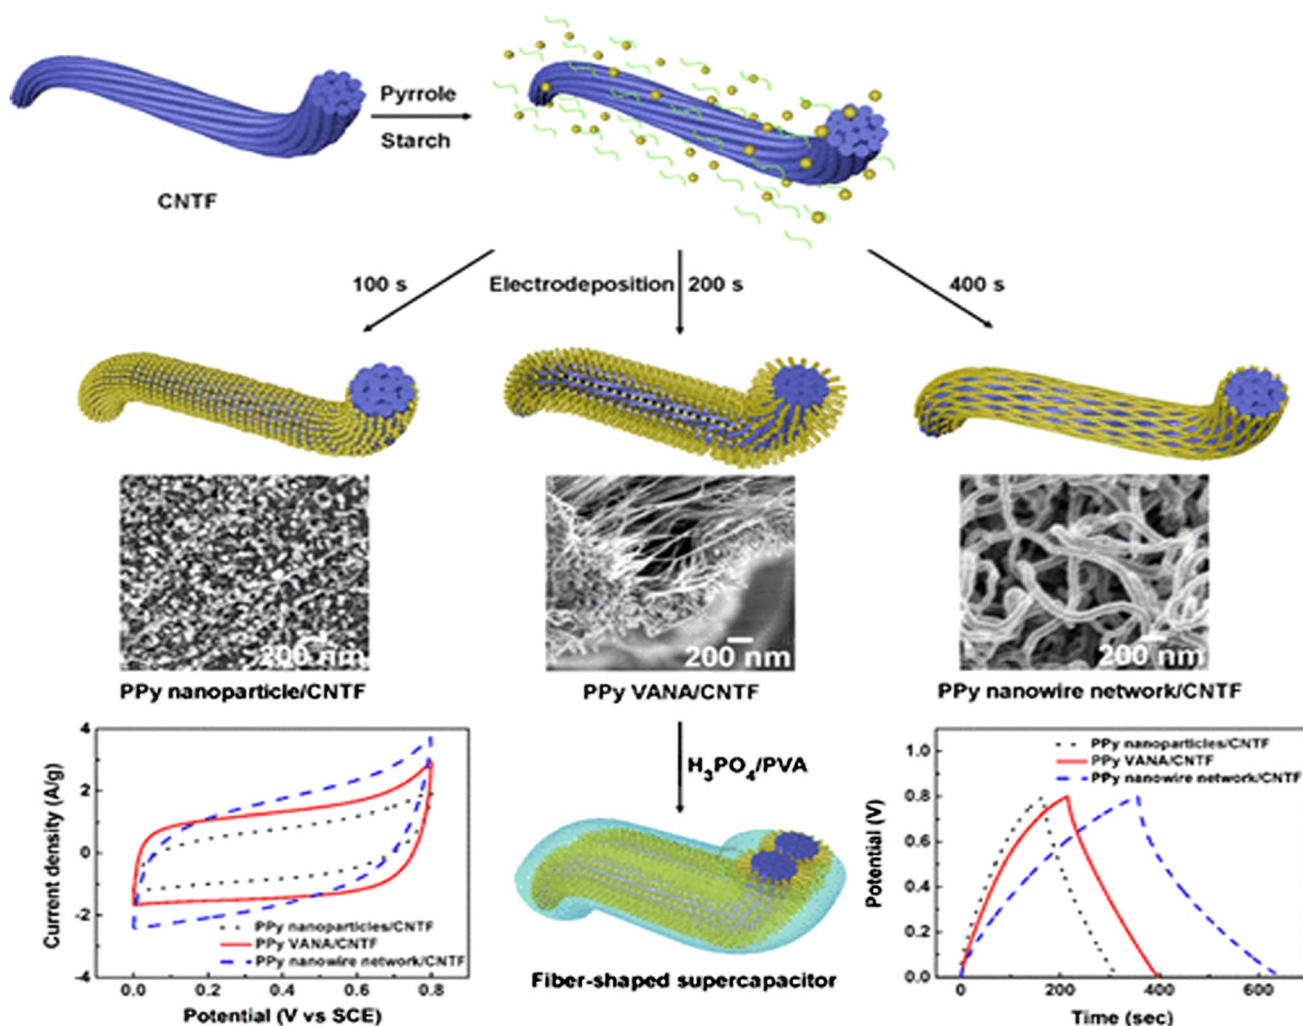 Pyrrole
Starch
CNTF
100 s
Electrodeposition
200 s
400 s
200 nm
200 nm
200 nm
PPy nanoparticle/CNTF
PPy VANA/CNTF
PPy nanowire network/CNTF
4
2
0
-2
-4
Current density (A/g)
PPy nanoparticles/CNTF
PPy VANA/CNTF
PPy nanowire network/CNTF
0.0
0.2
0.4
0.6
0.8
Potential (V vs SCE)
H₃PO₄/PVA
Fiber-shaped supercapacitor
1.0
0.8
0.6
0.4
0.2
0.0
Potential (V)
PPy nanoparticles/CNTF
PPy VANA/CNTF
PPy nanowire network/CNTF
0
200
400
600
Time (sec)